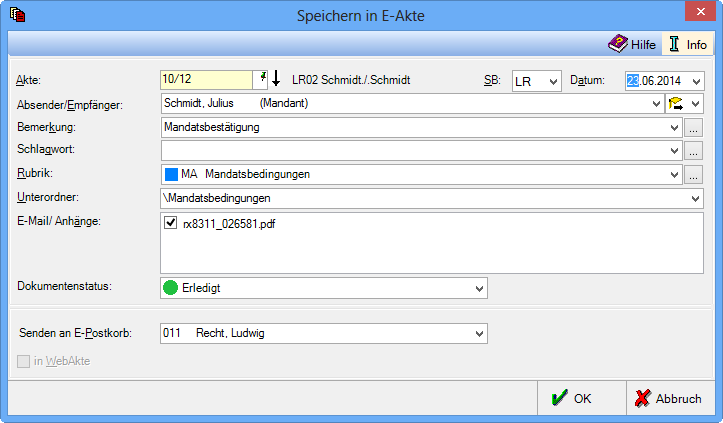 Speichern in E-Akte
Hilfe Info
Akte: 10/12 LR02 Schmidt./.Schmidt SB: LR Datum: 23.06.2014
Absender/Empfänger: Schmidt, Julius (Mandant)
Bemerkung: Mandatsbestätigung ...
Schlagwort: ...
Rubrik: MA Mandatsbedingungen ...
Unterordner: \Mandatsbedingungen
E-Mail/ Anhänge: rx8311_026581.pdf
Dokumentenstatus: Erledigt
Senden an E-Postkorb: 011 Recht, Ludwig
in WebAkte
OK Abbruch